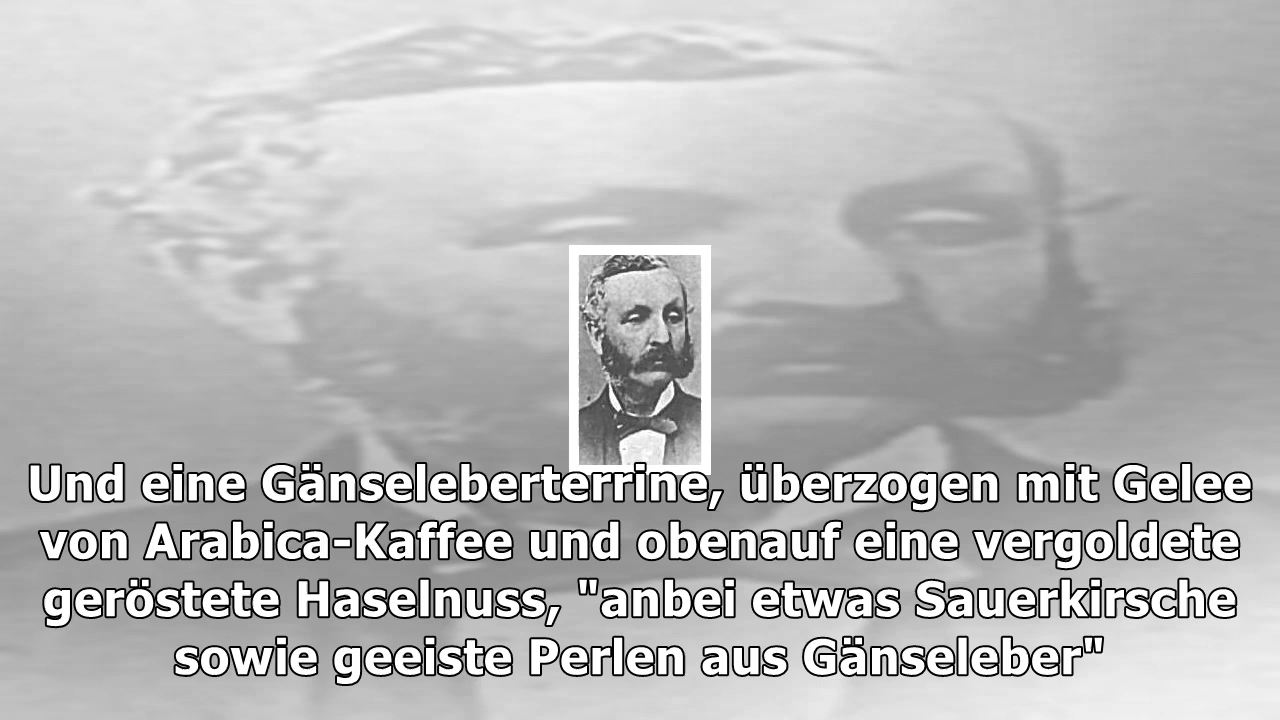 Und eine Gänseleberterrine, überzogen mit Gelee
von Arabica-Kaffee und obenauf eine vergoldete
geröstete Haselnuss, "anbei etwas Sauerkirsche
sowie geeiste Perlen aus Gänseleber"